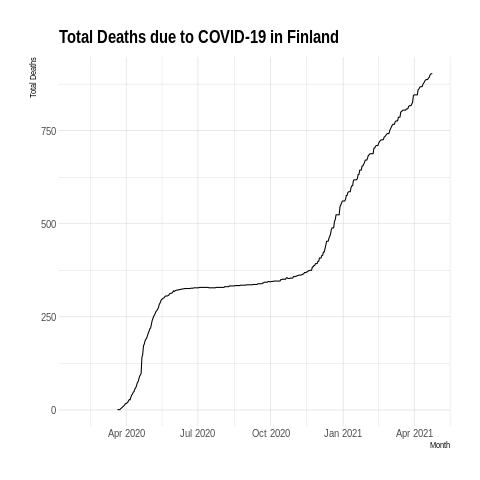 Total Deaths due to COVID-19 in Finland
Total Deaths
750
500
250
0
Apr 2020 Jul 2020 Oct 2020 Jan 2021 Apr 2021
Month